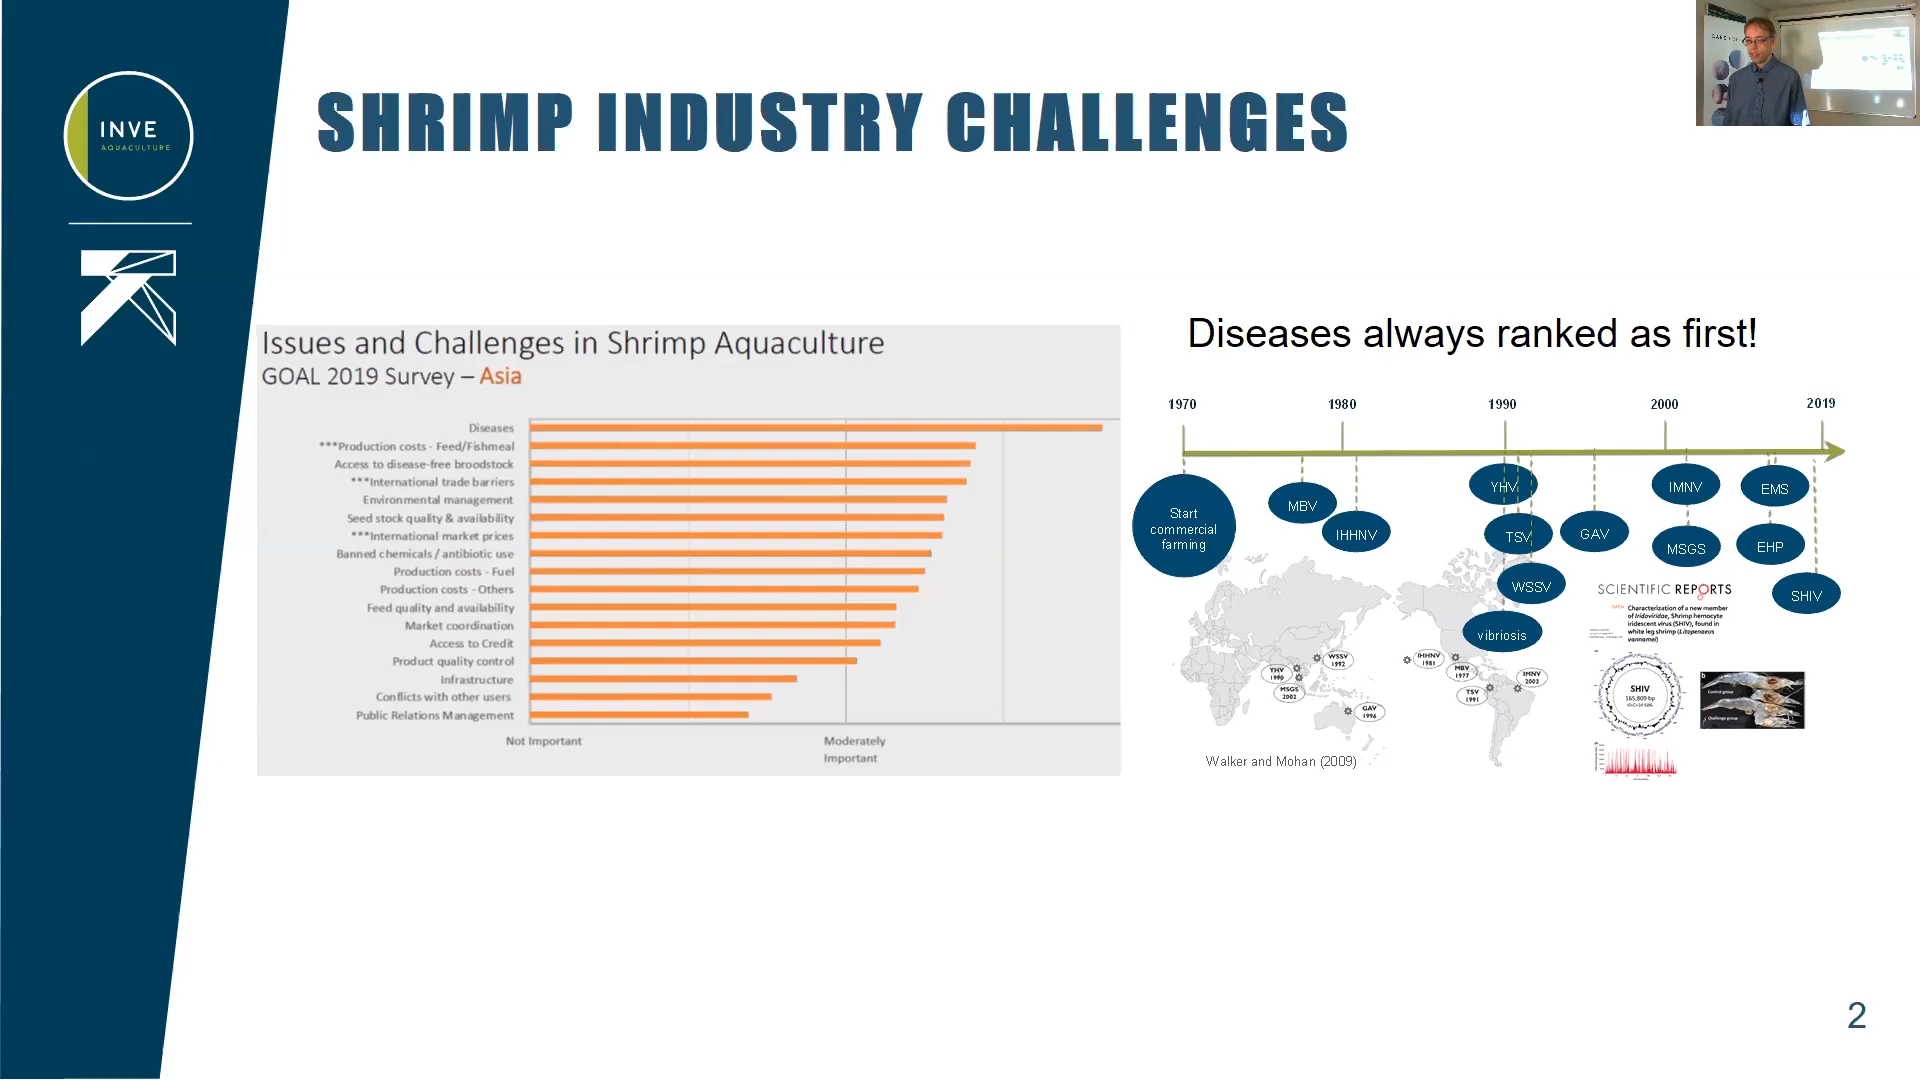 INVE
AQUACULTURE
SHRIMP INDUSTRY CHALLENGES
Issues and Challenges in Shrimp Aquaculture
GOAL 2019 Survey – Asia
Diseases
***Production costs - Feed/Fishmeal
Access to disease-free broodstock
***International trade barriers
Environmental management
Seed stock quality & availability
***International market prices
Banned chemicals / antibiotic use
Production costs - Fuel
Production costs - Others
Feed quality and availability
Market coordination
Access to Credit
Product quality control
Infrastructure
Conflicts with other users
Public Relations Management
Not Important
Moderately
Important
Diseases always ranked as first!
1970
1980
1990
2000
2019
Start
commercial
farming
MBV
IHHNV
YHV
TSV
WSSV
vibriosis
GAV
IMNV
MSGS
EMS
EHP
SHIV
WSSV
1992
YHV
1990
MSGS
2002
GAV
1996
IHHNV
1981
MBV
1977
TSV
1991
IMNV
2002
Walker and Mohan (2009)
SCIENTIFIC REPORTS
OPEN
Characterization of a new member
of Iridoviridae, Shrimp hemocyte
iridescent virus (SHIV), found in
white leg shrimp (Litopenaeus
vannamei)
SHIV
165,809 bp
b
Control group
Challenge group
2